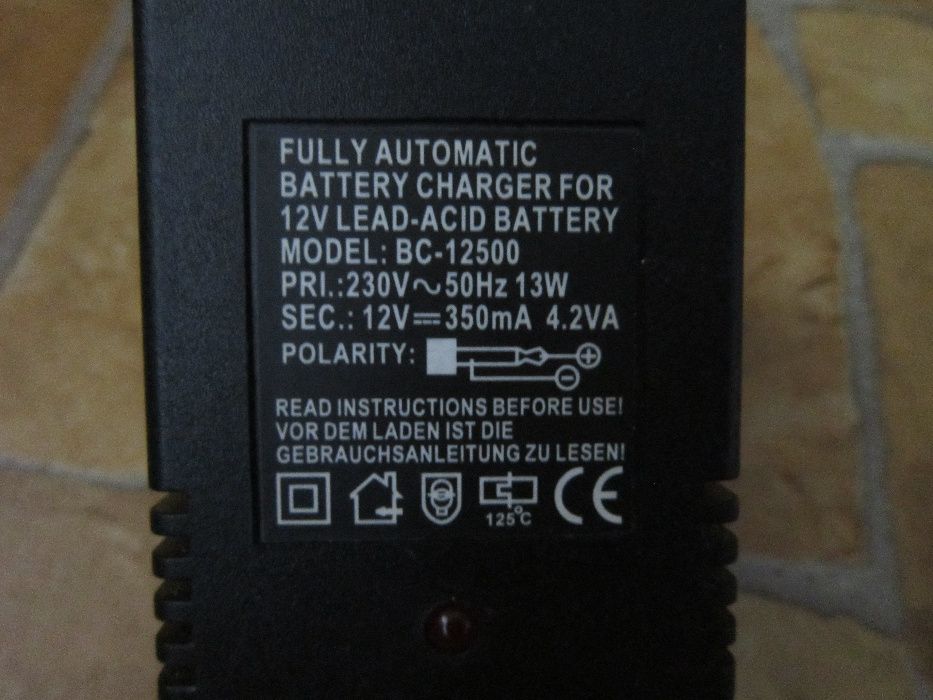 FULLY AUTOMATIC
BATTERY CHARGER FOR
12V LEAD-ACID BATTERY
MODEL: BC-12500
PRI.:230V∼50Hz 13W
SEC.: 12V⎓350mA 4.2VA
POLARITY: + −
READ INSTRUCTIONS BEFORE USE!
VOR DEM LADEN IST DIE
GEBRAUCHSANLEITUNG ZU LESEN!
125°C CE